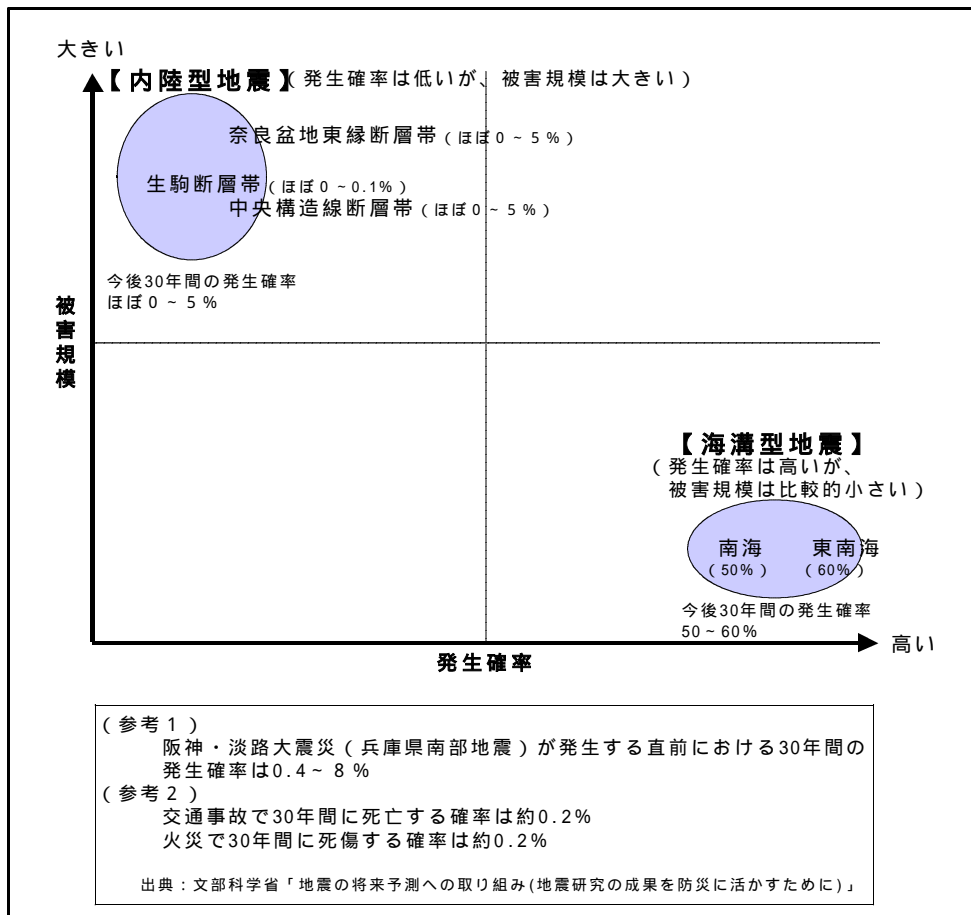 大きい
【内陸型地震】(発生確率は低いが、被害規模は大きい)
奈良盆地東縁断層帯(ほぼ0~5%)
生駒断層帯(ほぼ0~0.1%)
中央構造線断層帯(ほぼ0~5%)
今後30年間の発生確率
ほぼ0~5%
被害規模
【海溝型地震】
(発生確率は高いが、
被害規模は比較的小さい)
南海 東南海
(50%) (60%)
今後30年間の発生確率
50~60%
高い
発生確率
(参考1)
阪神・淡路大震災(兵庫県南部地震)が発生する直前における30年間の
発生確率は0.4~8%
(参考2)
交通事故で30年間に死亡する確率は約0.2%
火災で30年間に死傷する確率は約0.2%
出典:文部科学省「地震の将来予測への取り組み(地震研究の成果を防災に活かすために)」